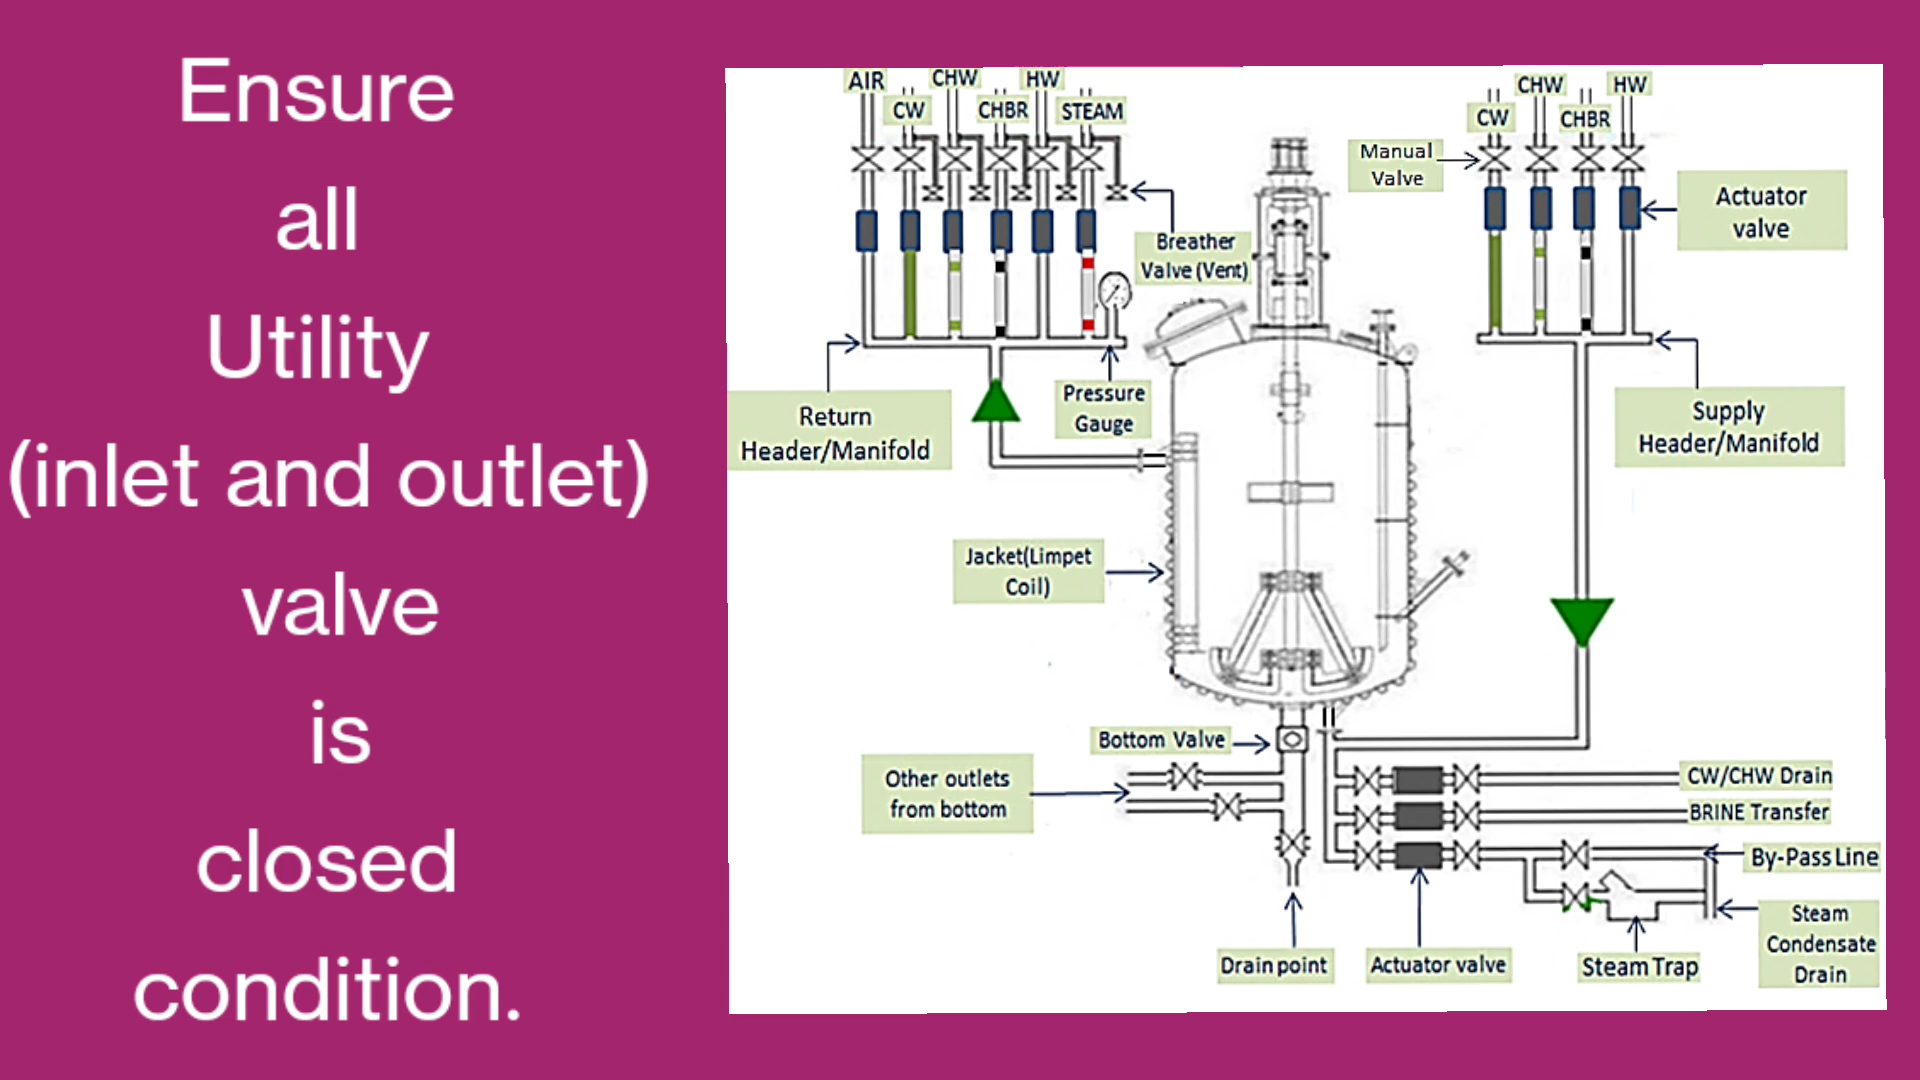 Ensure
all
Utility
(inlet and outlet)
valve
is
closed
condition.
AIR
CW
CHW
CHBR
HW
STEAM
Breather
Valve (Vent)
Return
Header/Manifold
Pressure
Gauge
Manual
Valve
CW
CHW
CHBR
HW
Actuator
valve
Supply
Header/Manifold
Jacket(Limpet
Coil)
Bottom Valve
Other outlets
from bottom
CW/CHW Drain
BRINE Transfer
By-Pass Line
Steam
Condensate
Drain
Drain point
Actuator valve
Steam Trap